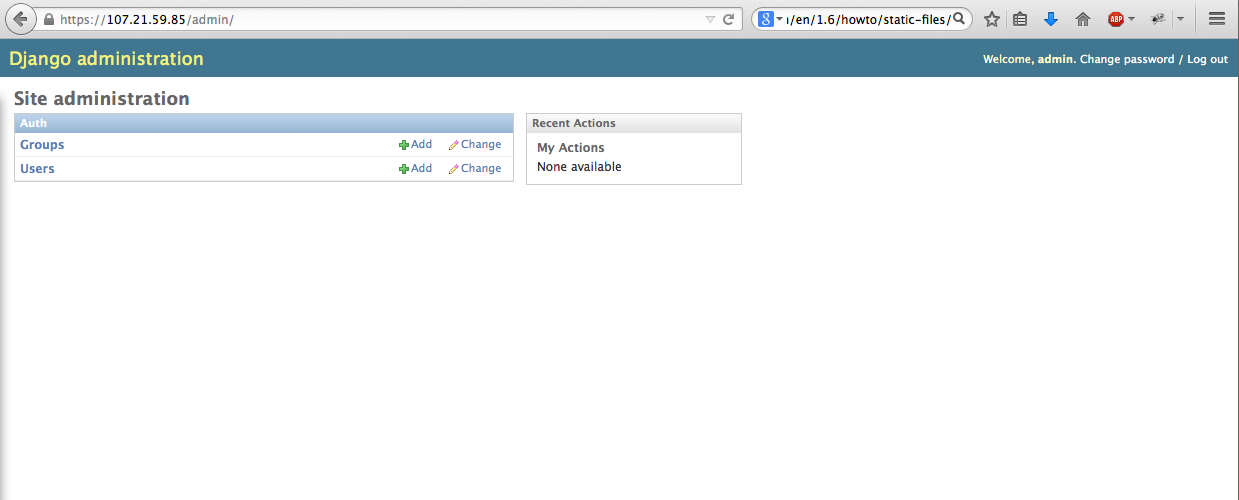 https://107.21.59.85/admin/
/en/1.6/howto/static-files/
ABP
Django administration
Welcome, admin. Change password / Log out
Site administration
Auth
Groups Add Change
Users Add Change
Recent Actions
My Actions
None available